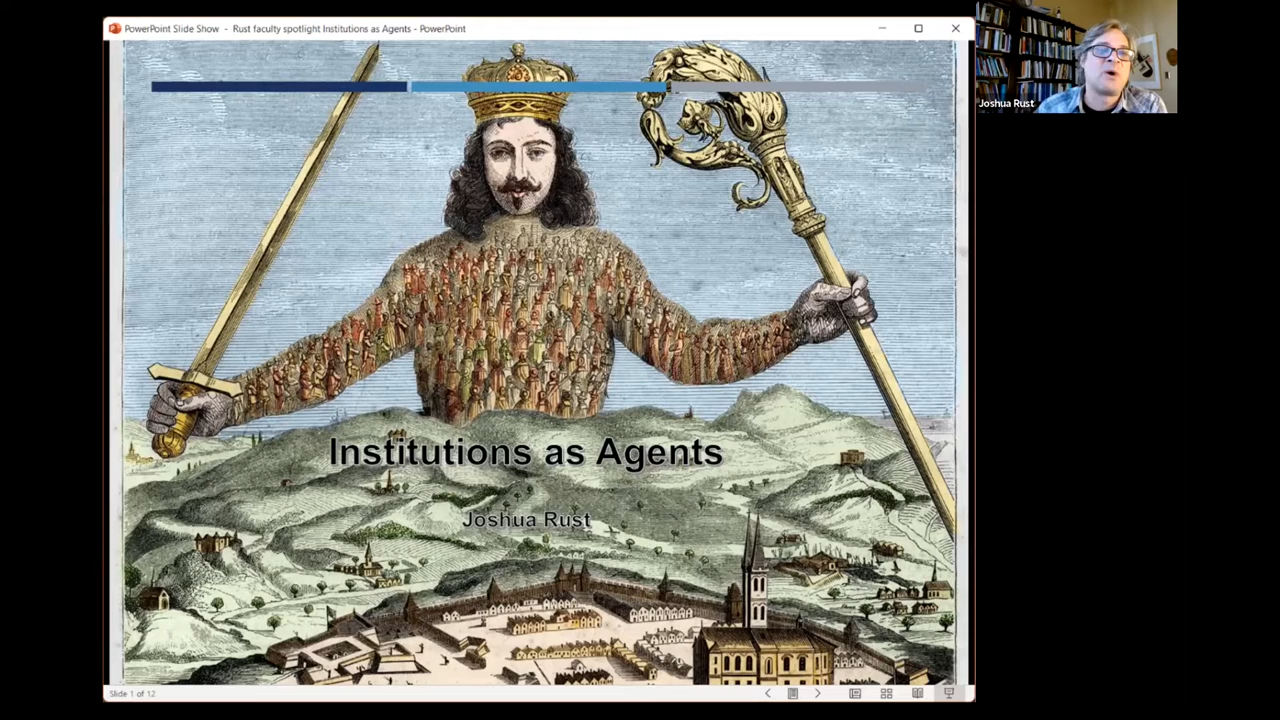 PowerPoint Slide Show - Rust faculty spotlight Institutions as Agents - PowerPoint
Joshua Rust
Institutions as Agents
Joshua Rust
Slide 1 of 12